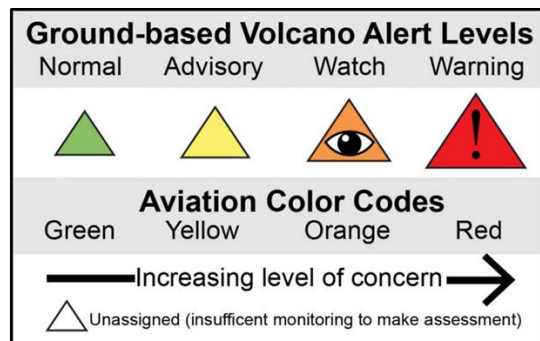 Ground-based Volcano Alert Levels
Normal Advisory Watch Warning
!
Aviation Color Codes
Green Yellow Orange Red
Increasing level of concern
Unassigned (insufficent monitoring to make assessment)